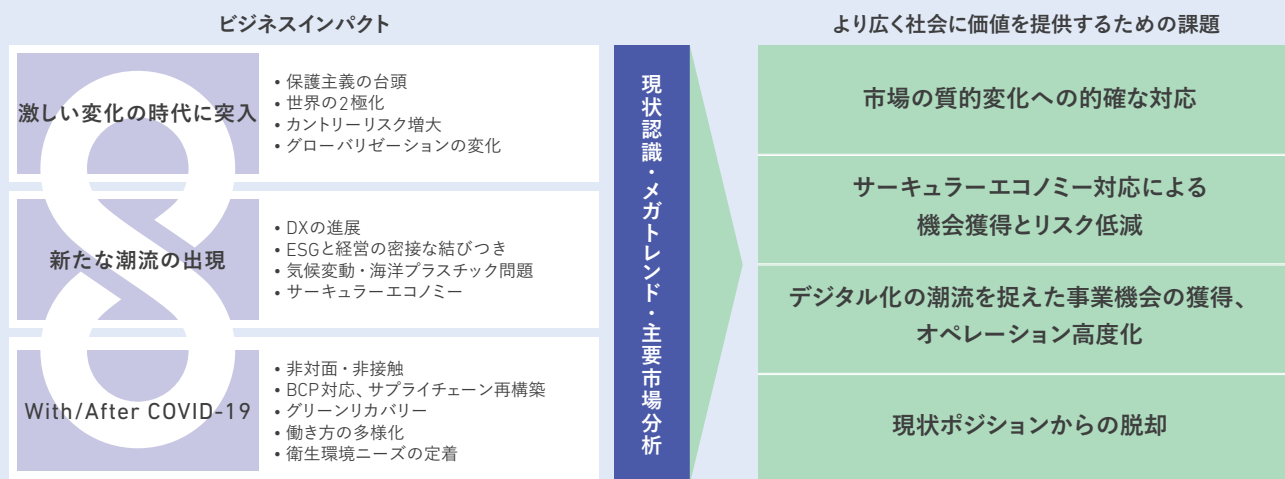 ビジネスインパクト
激しい変化の時代に突入
• 保護主義の台頭
• 世界の2極化
• カントリーリスク増大
• グローバリゼーションの変化
新たな潮流の出現
• DXの進展
• ESGと経営の密接な結びつき
• 気候変動・海洋プラスチック問題
• サーキュラーエコノミー
With/After COVID-19
• 非対面・非接触
• BCP対応、サプライチェーン再構築
• グリーンリカバリー
• 働き方の多様化
• 衛生環境ニーズの定着
現状認識・メガトレンド・主要市場分析
より広く社会に価値を提供するための課題
市場の質的変化への的確な対応
サーキュラーエコノミー対応による
機会獲得とリスク低減
デジタル化の潮流を捉えた事業機会の獲得、
オペレーション高度化
現状ポジションからの脱却